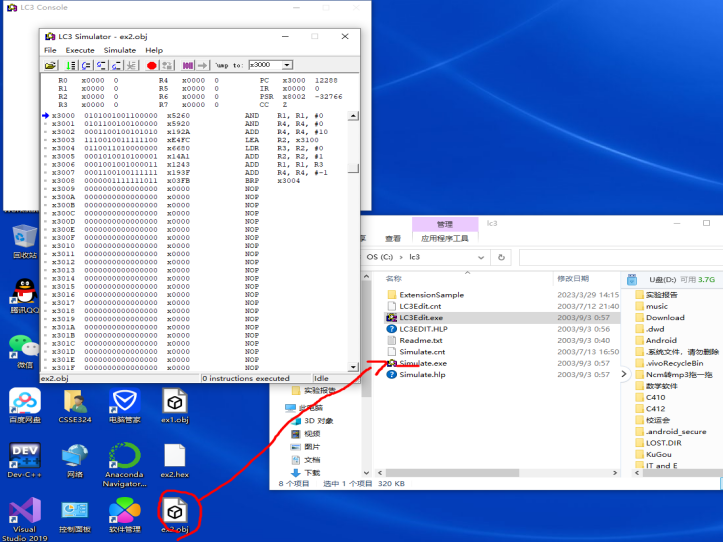 LC3 Console
LC3 Simulator - ex2.obj
File Execute Simulate Help
Jump to: x3000
R0 x0000 0 R4 x0000 0 PC x3000 12288
R1 x0000 0 R5 x0000 0 IR x0000 0
R2 x0000 0 R6 x0000 0 PSR x8002 -32766
R3 x0000 0 R7 x0000 0 CC Z
x3000 0101001001100000 x5260 AND R1, R1, #0
x3001 0101100100100000 x5920 AND R4, R4, #0
x3002 0001100100101010 x192A ADD R4, R4, #10
x3003 1110010011111100 xE4FC LEA R2, x3100
x3004 0110011010000000 x6680 LDR R3, R2, #0
x3005 0001010010100001 x14A1 ADD R2, R2, #1
x3006 0001001001000011 x1243 ADD R1, R1, R3
x3007 0001100100111111 x193F ADD R4, R4, #-1
x3008 0000001111111011 x03FB BRP x3004
x3009 0000000000000000 x0000 NOP
x300A 0000000000000000 x0000 NOP
x300B 0000000000000000 x0000 NOP
x300C 0000000000000000 x0000 NOP
x300D 0000000000000000 x0000 NOP
x300E 0000000000000000 x0000 NOP
x300F 0000000000000000 x0000 NOP
x3010 0000000000000000 x0000 NOP
x3011 0000000000000000 x0000 NOP
x3012 0000000000000000 x0000 NOP
x3013 0000000000000000 x0000 NOP
x3014 0000000000000000 x0000 NOP
x3015 0000000000000000 x0000 NOP
x3016 0000000000000000 x0000 NOP
x3017 0000000000000000 x0000 NOP
x3018 0000000000000000 x0000 NOP
x3019 0000000000000000 x0000 NOP
x301A 0000000000000000 x0000 NOP
x301B 0000000000000000 x0000 NOP
x301C 0000000000000000 x0000 NOP
x301D 0000000000000000 x0000 NOP
x301E 0000000000000000 x0000 NOP
x301F 0000000000000000 x0000 NOP
ex2.obj 0 instructions executed Idle
管理 lc3
查看 应用程序工具
OS (C:) lc3
名称 修改日期
ExtensionSample 2023/3/29 14:15
LC3Edit.cnt 2003/7/12 21:40
LC3Edit.exe 2003/9/3 0:57
LC3EDIT.HLP 2003/9/3 0:56
Readme.txt 2003/9/3 0:40
Simulate.cnt 2003/7/13 16:50
Simulate.exe 2003/9/3 0:57
Simulate.hlp 2003/9/3 0:57
实验报告
此电脑
3D 对象
视频
图片
文档
下载
8 个项目 选中 1 个项目 320 KB
U盘(D:) 可用 3.7G
实验报告
music
Download
.dwd
Android
.系统文件，请勿删除
.vivoRecycleBin
Ncm转mp3拖一拖
数学软件
C410
C412
校运会
.android_secure
LOST.DIR
KuGou
IT and E
回收站
腾讯QQ
微信
百度网盘 CSSE324 电脑管家 ex1.obj
Dev-C++ 网络 Anaconda Navigator... ex2.hex
Visual Studio 2019 控制面板 软件管理 ex2.obj